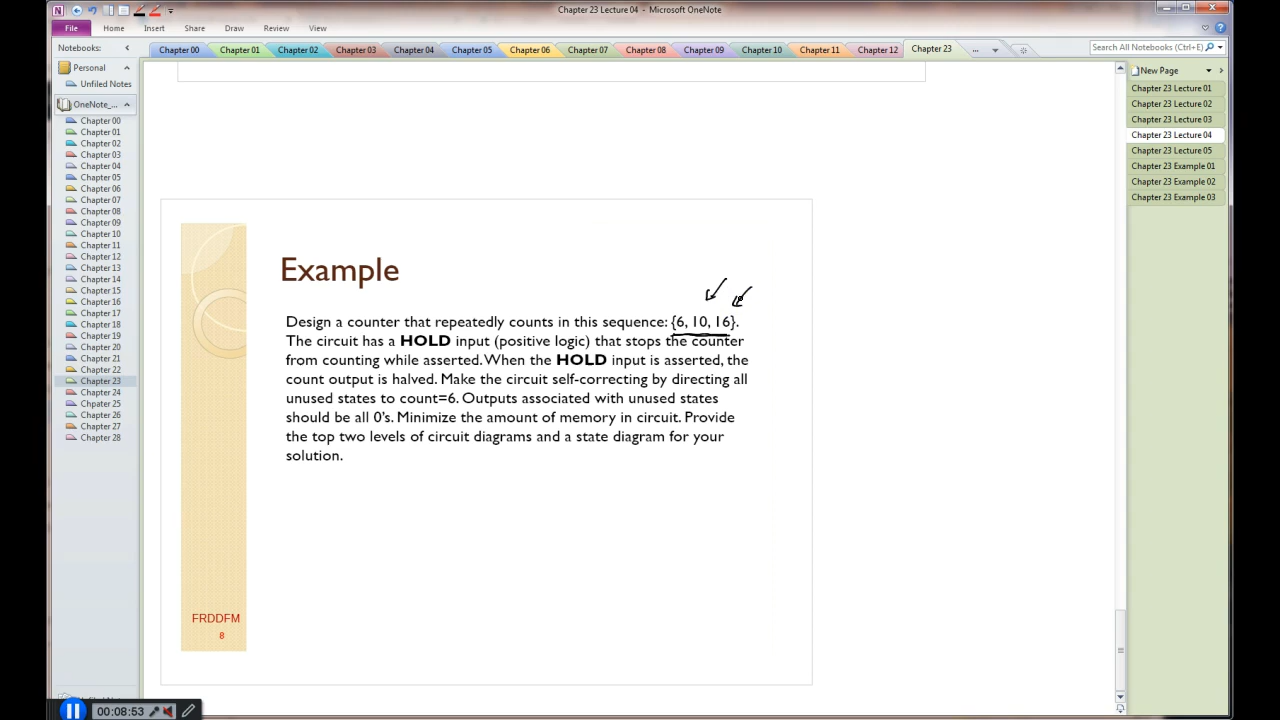 Chapter 23 Lecture 04 - Microsoft OneNote
File Home Insert Share Draw Review View
Notebooks: Chapter 00 Chapter 01 Chapter 02 Chapter 03 Chapter 04 Chapter 05 Chapter 06 Chapter 07 Chapter 08 Chapter 09 Chapter 10 Chapter 11 Chapter 12 Chapter 23 ... Search All Notebooks (Ctrl+E)
Personal
Unfiled Notes
OneNote_...
Chapter 00
Chapter 01
Chapter 02
Chapter 03
Chapter 04
Chapter 05
Chapter 06
Chapter 07
Chapter 08
Chapter 09
Chapter 10
Chapter 11
Chapter 12
Chapter 13
Chapter 14
Chapter 15
Chapter 16
Chapter 17
Chapter 18
Chapter 19
Chapter 20
Chapter 21
Chapter 22
Chapter 23
Chapter 24
Chpater 25
Chapter 26
Chapter 27
Chapter 28
Example
Design a counter that repeatedly counts in this sequence: {6, 10, 16}.
The circuit has a HOLD input (positive logic) that stops the counter
from counting while asserted. When the HOLD input is asserted, the
count output is halved. Make the circuit self-correcting by directing all
unused states to count=6. Outputs associated with unused states
should be all 0's. Minimize the amount of memory in circuit. Provide
the top two levels of circuit diagrams and a state diagram for your
solution.
FRDDFM
8
New Page
Chapter 23 Lecture 01
Chapter 23 Lecture 02
Chapter 23 Lecture 03
Chapter 23 Lecture 04
Chapter 23 Lecture 05
Chapter 23 Example 01
Chapter 23 Example 02
Chapter 23 Example 03
00:08:53